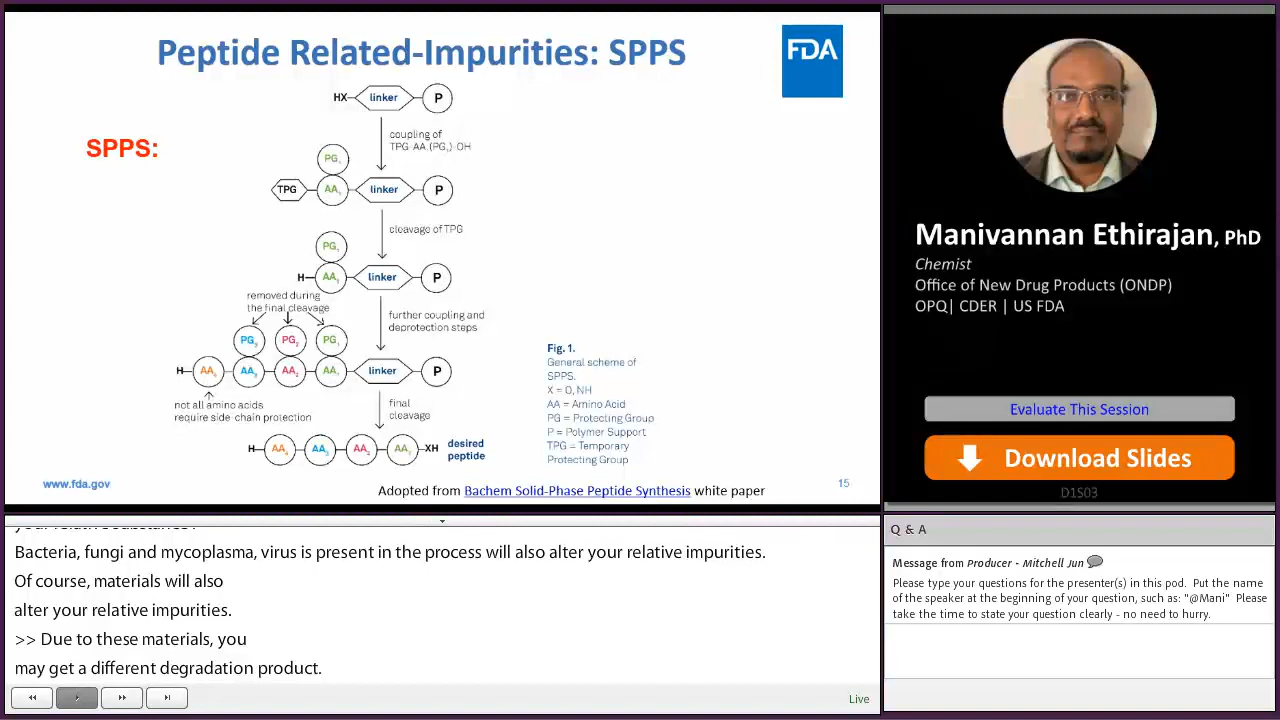 Peptide Related-Impurities: SPPS
FDA
SPPS:
HX
linker
P
coupling of
TPG-AA₁(PG₁)-OH
PG₁
TPG
AA₁
linker
P
cleavage of TPG
PG₁
H
AA₁
linker
P
removed during
the final cleavage
further coupling and
deprotection steps
PG₃
PG₂
PG₁
H
AA₄
AA₃
AA₂
AA₁
linker
P
not all amino acids
require side-chain protection
final
cleavage
H
AA₄
AA₃
AA₂
AA₁
XH
desired
peptide
Fig. 1.
General scheme of
SPPS.
X = O, NH
AA = Amino Acid
PG = Protecting Group
P = Polymer Support
TPG = Temporary
Protecting Group
www.fda.gov
Adopted from Bachem Solid-Phase Peptide Synthesis white paper
15
Manivannan Ethirajan, PhD
Chemist
Office of New Drug Products (ONDP)
OPQ| CDER | US FDA
Evaluate This Session
Download Slides
D1S03
Bacteria, fungi and mycoplasma, virus is present in the process will also alter your relative impurities.
Of course, materials will also
alter your relative impurities.
>> Due to these materials, you
may get a different degradation product.
Live
Q & A
Message from Producer - Mitchell Jun
Please type your questions for the presenter(s) in this pod. Put the name
of the speaker at the beginning of your question, such as: "@Mani" Please
take the time to state your question clearly - no need to hurry.